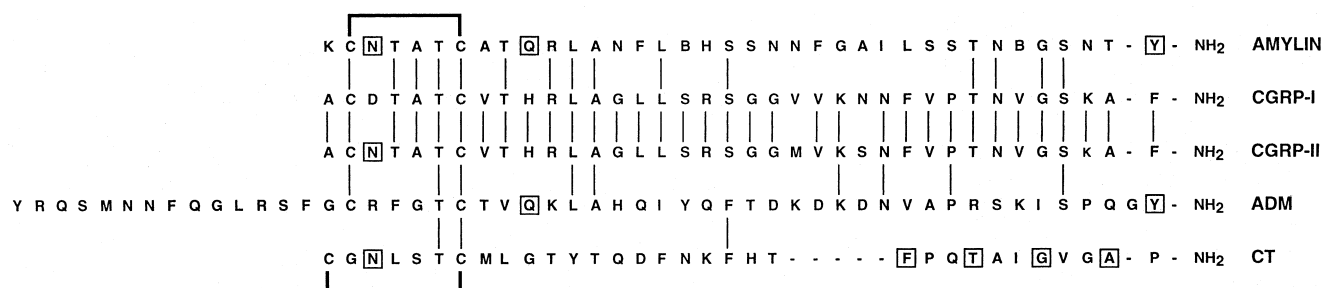 K C N T A T C A T Q R L A N F L B H S S N N F G A I L S S T N B G S N T - Y - NH2 AMYLIN
A C D T A T C V T H R L A G L L S R S G G V V K N N F V P T N V G S K A - F - NH2 CGRP-I
A C N T A T C V T H R L A G L L S R S G G M V K S N F V P T N V G S K A - F - NH2 CGRP-II
Y R Q S M N N F Q G L R S F G C R F G T C T V Q K L A H Q I Y Q F T D K D K D N V A P R S K I S P Q G Y - NH2 ADM
C G N L S T C M L G T Y T Q D F N K F H T - - - - - F P Q T A I G V G A - P - NH2 CT